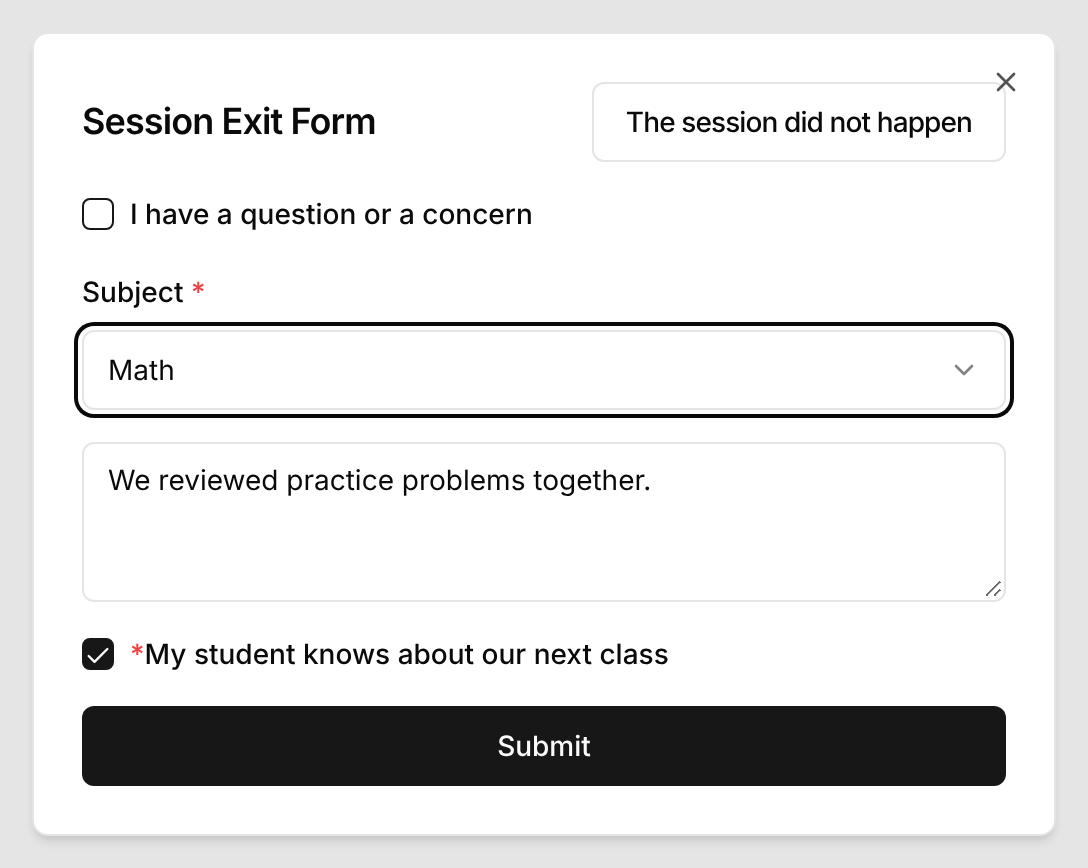 Session Exit Form
The session did not happen
I have a question or a concern
Subject *
Math
We reviewed practice problems together.
*My student knows about our next class
Submit